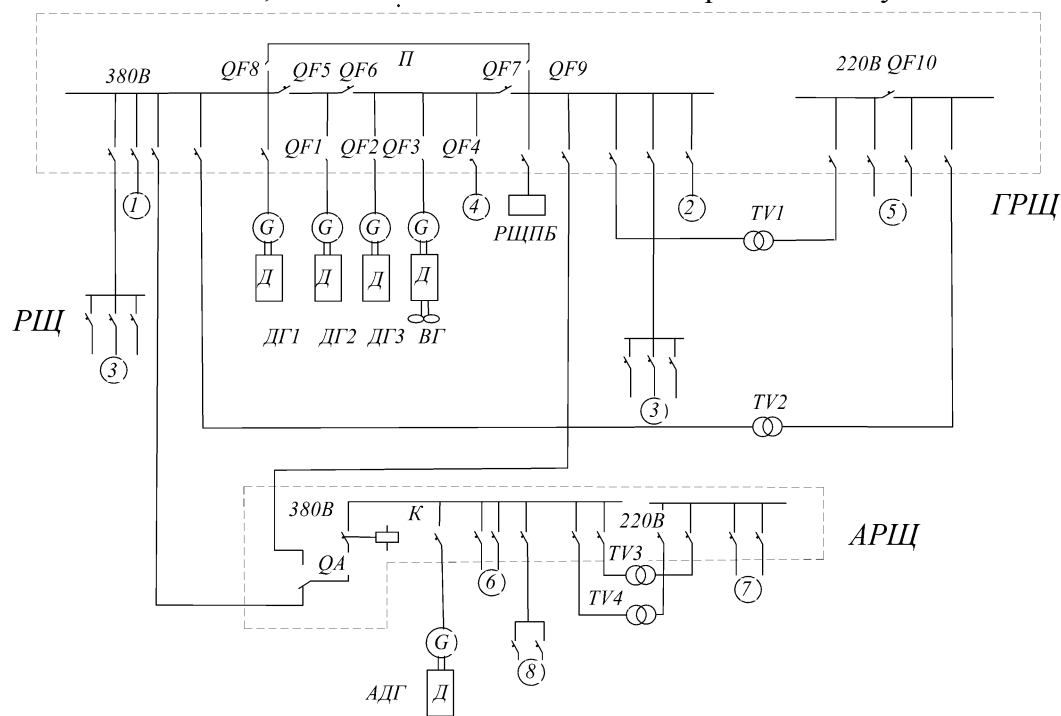 П
380В
QF8
QF5
QF6
QF7
QF9
220В QF10
QF1
QF2
QF3
QF4
1
4
2
5
ГРЩ
G
G
G
G
РЩПБ
TV1
Д
Д
Д
Д
РЩ
ДГ1
ДГ2
ДГ3
ВГ
3
3
TV2
380В
К
220В
АРЩ
QA
TV3
6
7
TV4
G
8
АДГ
Д